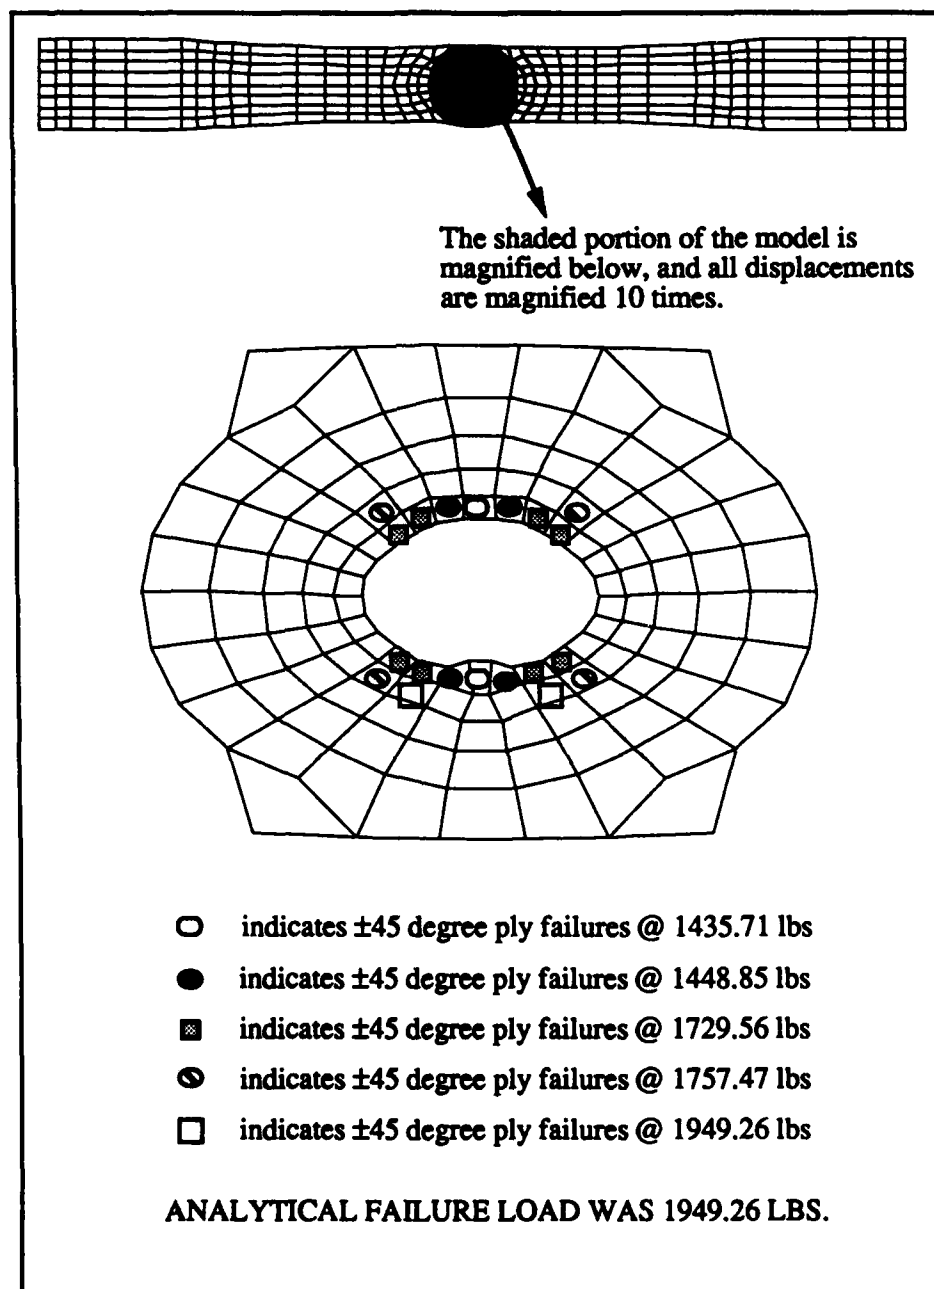 The shaded portion of the model is
magnified below, and all displacements
are magnified 10 times.
indicates ±45 degree ply failures @ 1435.71 lbs
indicates ±45 degree ply failures @ 1448.85 lbs
indicates ±45 degree ply failures @ 1729.56 lbs
indicates ±45 degree ply failures @ 1757.47 lbs
indicates ±45 degree ply failures @ 1949.26 lbs
ANALYTICAL FAILURE LOAD WAS 1949.26 LBS.